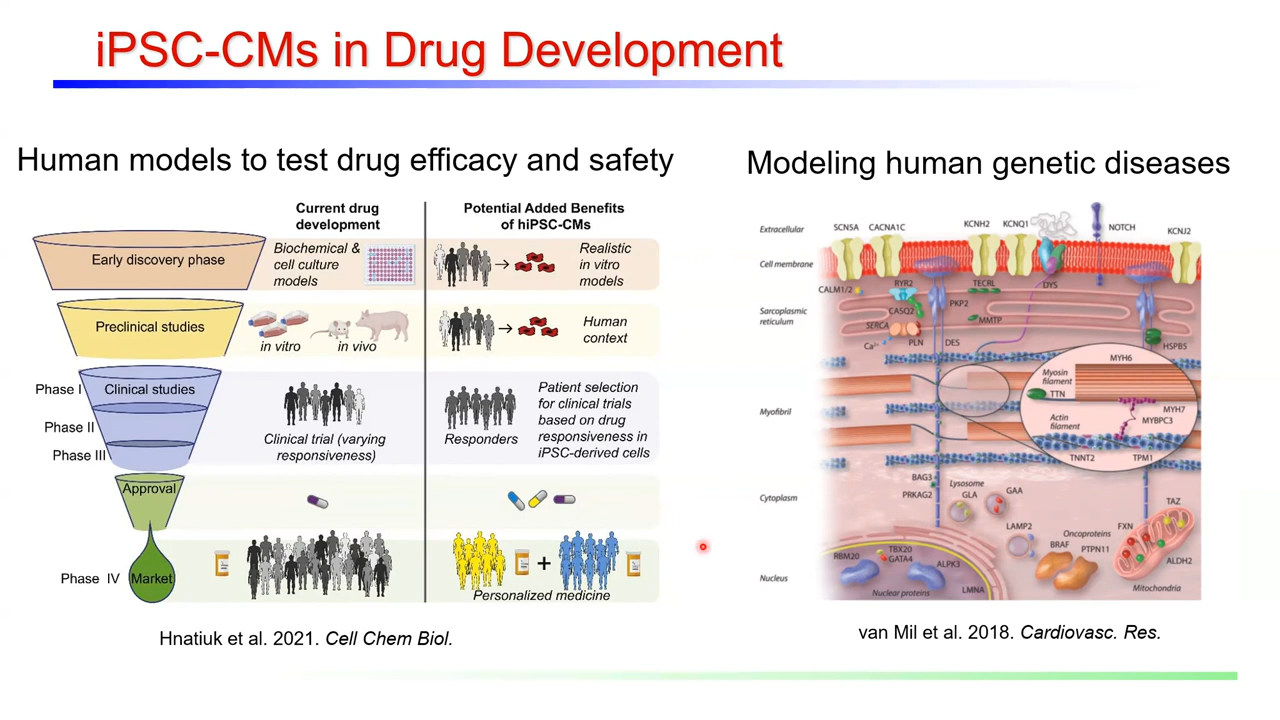 iPSC-CMs in Drug Development
Human models to test drug efficacy and safety
Current drug
development
Potential Added Benefits
of hiPSC-CMs
Early discovery phase
Biochemical &
cell culture
models
Realistic
in vitro
models
Preclinical studies
in vitro
in vivo
Human
context
Phase I
Clinical studies
Phase II
Phase III
Clinical trial (varying
responsiveness)
Responders
Patient selection
for clinical trials
based on drug
responsiveness in
iPSC-derived cells
Approval
Phase IV
Market
+
Personalized medicine
Hnatiuk et al. 2021. Cell Chem Biol.
Modeling human genetic diseases
Extracellular
SCN5A
CACNA1C
KCNH2
KCNQ1
NOTCH
KCNJ2
Cell membrane
CALM1/2
RYR2
TECRL
DYS
Sarcoplasmic
reticulum
CASQ2
PKP2
MMTP
SERCA
Ca²⁺
PLN
DES
HSPB5
MYH6
Myosin
filament
TTN
Myofibril
Actin
filament
MYH7
MYBPC3
TNNT2
TPM1
BAG3
PRKAG2
Lysosome
GLA
GAA
Cytoplasm
TAZ
LAMP2
Oncoproteins
BRAF
PTPN11
FXN
ALDH2
RBM20
TBX20
GATA4
ALPK3
Nucleus
Nuclear proteins
LMNA
Mitochondria
van Mil et al. 2018. Cardiovasc. Res.